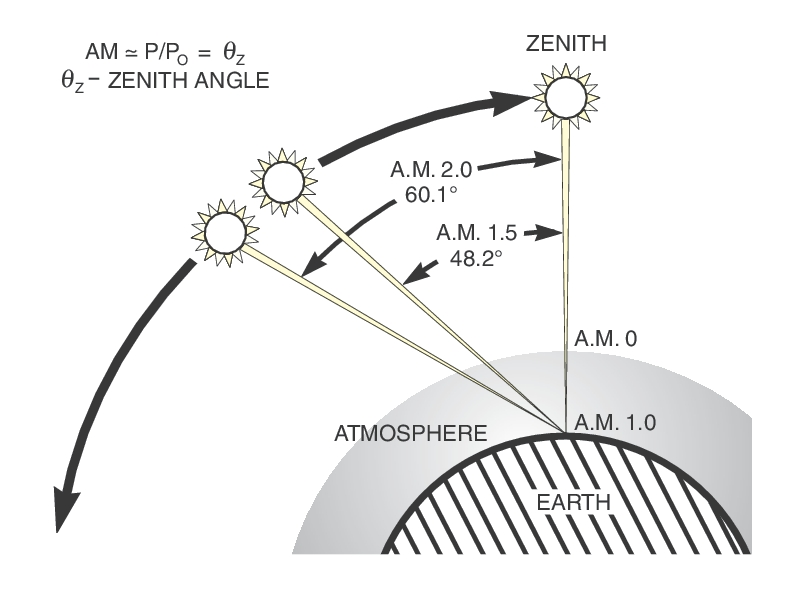 AM ≃ P/PO = θZ
θZ – ZENITH ANGLE
ZENITH
A.M. 2.0
60.1°
A.M. 1.5
48.2°
A.M. 0
A.M. 1.0
ATMOSPHERE
EARTH